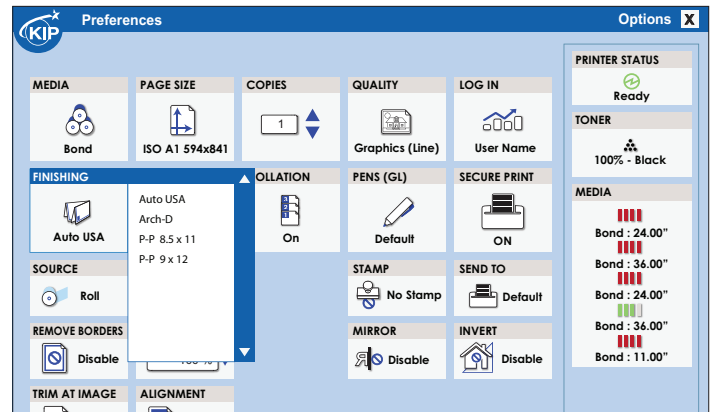 KIP
Preferences
Options X
PRINTER STATUS
Ready
TONER
100% - Black
MEDIA
Bond : 24.00”
Bond : 36.00”
Bond : 24.00”
Bond : 36.00”
Bond : 11.00”
MEDIA
Bond
PAGE SIZE
ISO A1 594x841
COPIES
1
QUALITY
Graphics (Line)
LOG IN
User Name
FINISHING
Auto USA
Auto USA
Arch-D
P-P 8.5 x 11
P-P 9 x 12
OLLATION
3
2
1
On
PENS (GL)
Default
SECURE PRINT
ON
SOURCE
Roll
STAMP
No Stamp
SEND TO
Default
REMOVE BORDERS
Disable
MIRROR
Disable
INVERT
Disable
TRIM AT IMAGE
ALIGNMENT